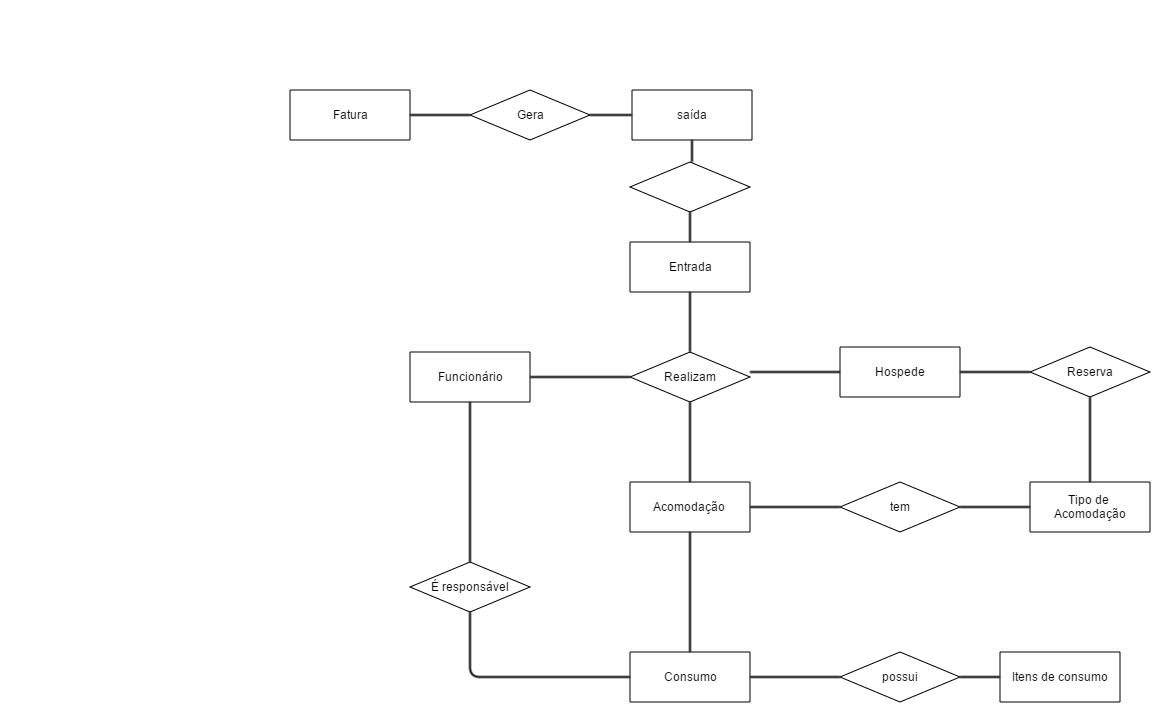 Fatura
Gera
saída
Entrada
Funcionário
Realizam
Hospede
Reserva
Acomodação
tem
Tipo de
Acomodação
É responsável
Consumo
possui
Itens de consumo